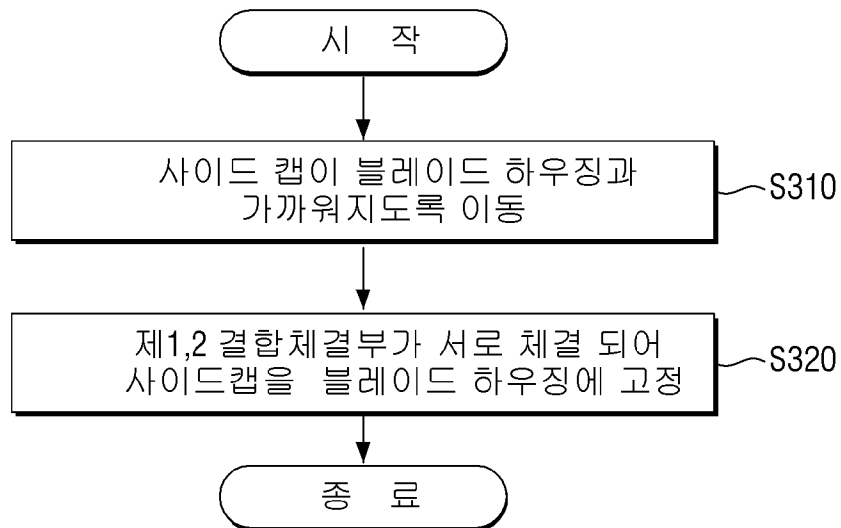 시 작
사이드 캡이 블레이드 하우징과
가까워지도록 이동
S310
제1,2 결합체결부가 서로 체결 되어
사이드캡을 블레이드 하우징에 고정
S320
종 료